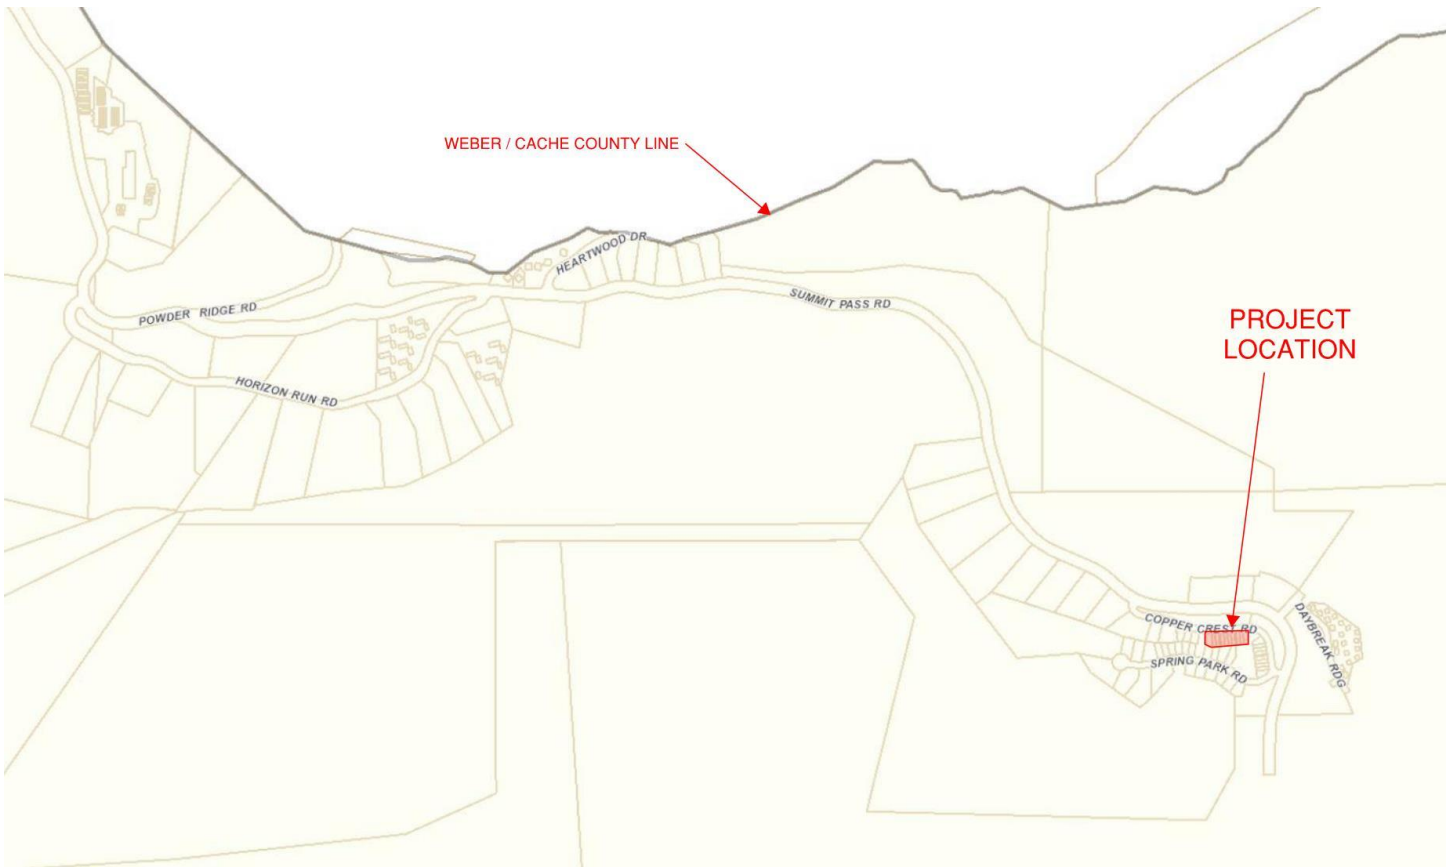 WEBER / CACHE COUNTY LINE
HEARTWOOD DR
POWDER RIDGE RD
SUMMIT PASS RD
PROJECT
LOCATION
HORIZON RUN RD
COPPER CREST RD
DAYBREAK RDG
SPRING PARK RD